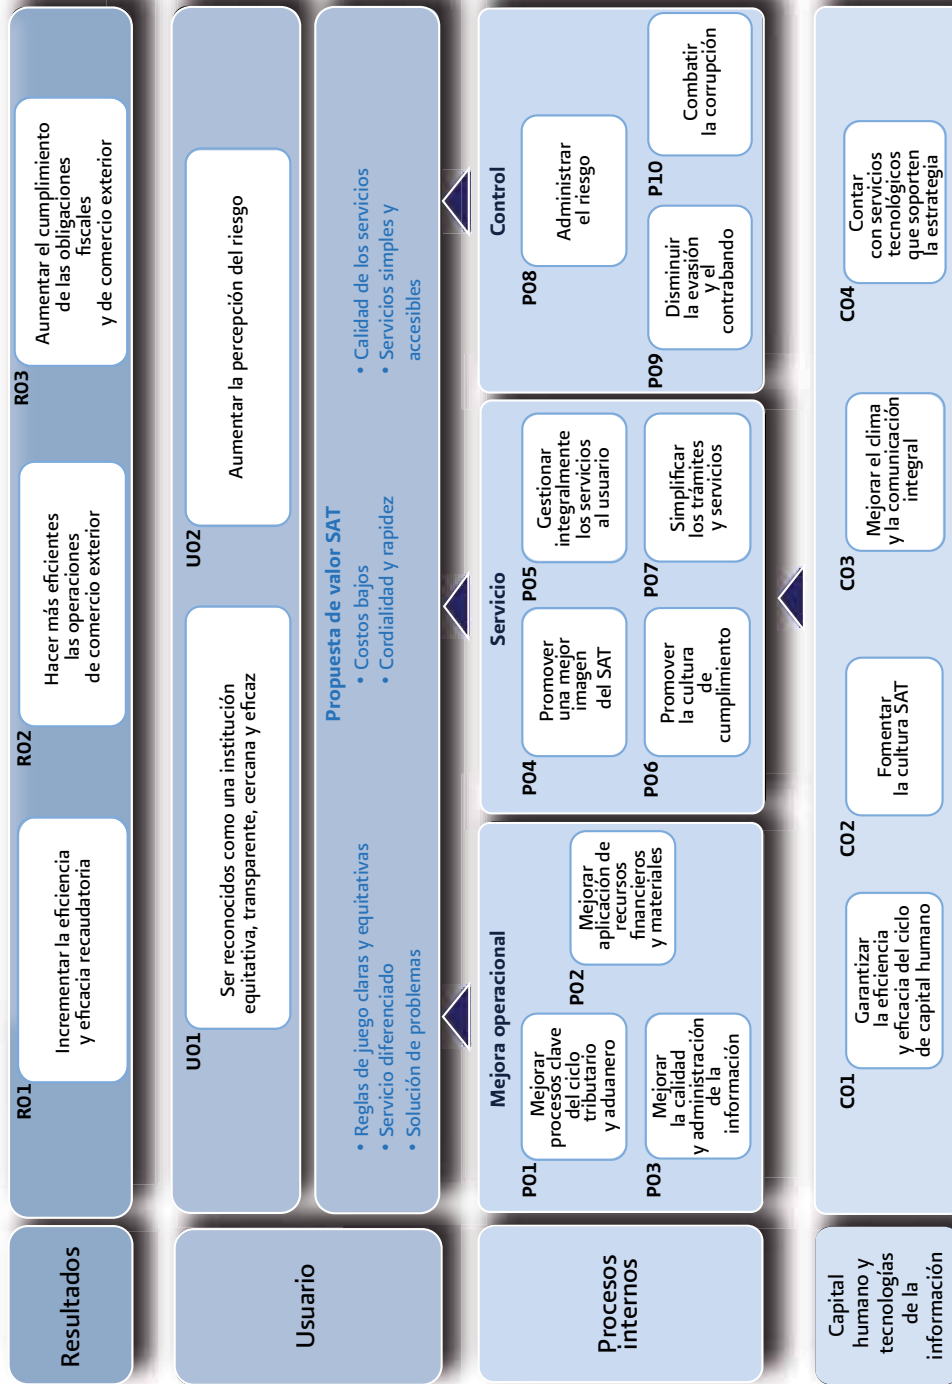 Resultados
R01
Incrementar la eficiencia
y eficacia recaudatoria
R02
Hacer más eficientes
las operaciones
de comercio exterior
R03
Aumentar el cumplimiento
de las obligaciones
fiscales
y de comercio exterior
Usuario
U01
Ser reconocidos como una institución
equitativa, transparente, cercana y eficaz
U02
Aumentar la percepción del riesgo
Propuesta de valor SAT
• Reglas de juego claras y equitativas
• Servicio diferenciado
• Solución de problemas
• Costos bajos
• Cordialidad y rapidez
• Calidad de los servicios
• Servicios simples y
accesibles
Procesos
internos
Mejora operacional
P01
Mejorar
procesos clave
del ciclo
tributario
y aduanero
P02
Mejorar
aplicación de
recursos
financieros
y materiales
P03
Mejorar
la calidad
y administración
de la
información
Servicio
P04
Promover
una mejor
imagen
del SAT
P05
Gestionar
integralmente
los servicios
al usuario
P06
Promover
la cultura
de
cumplimiento
P07
Simplificar
los trámites
y servicios
Control
P08
Administrar
el riesgo
P09
Disminuir
la evasión
y el
contrabando
P10
Combatir
la corrupción
Capital
humano y
tecnologías
de la
información
C01
Garantizar
la eficiencia
y eficacia del ciclo
de capital humano
C02
Fomentar
la cultura SAT
C03
Mejorar el clima
y la comunicación
integral
C04
Contar
con servicios
tecnológicos
que soporten
la estrategia